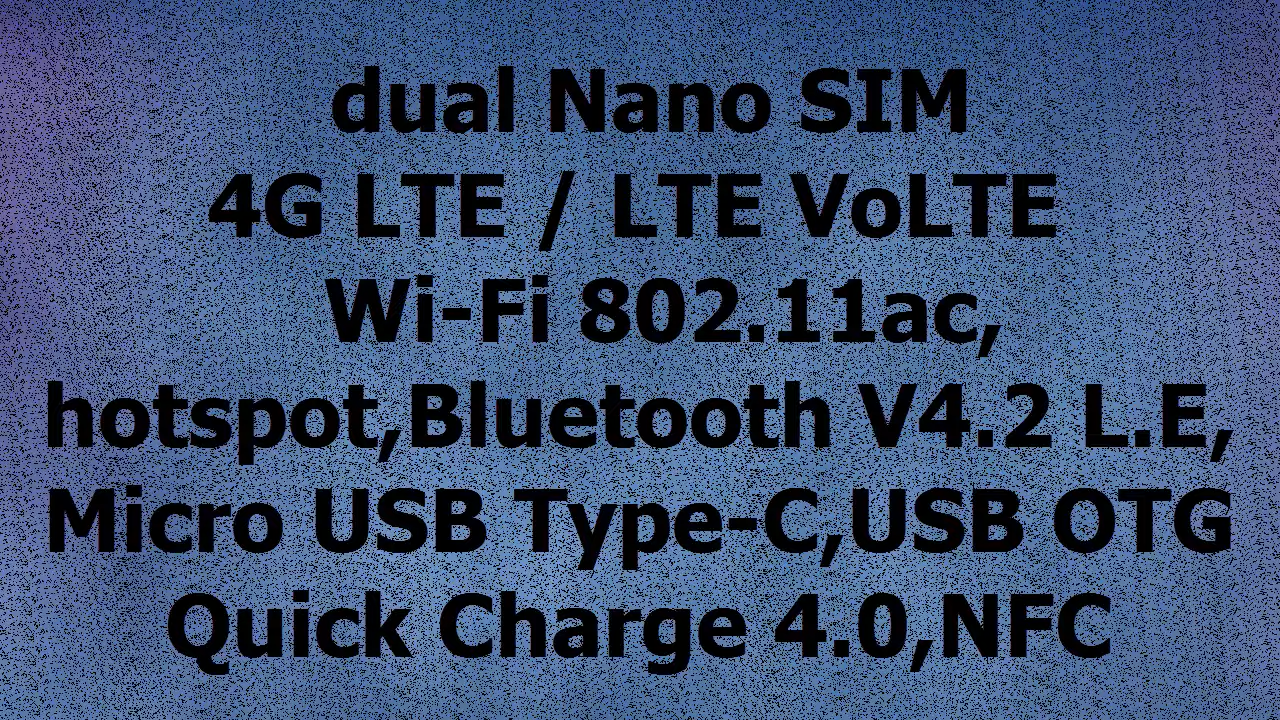 dual Nano SIM
4G LTE / LTE VoLTE
Wi-Fi 802.11ac,
hotspot,Bluetooth V4.2 L.E,
Micro USB Type-C,USB OTG
Quick Charge 4.0,NFC